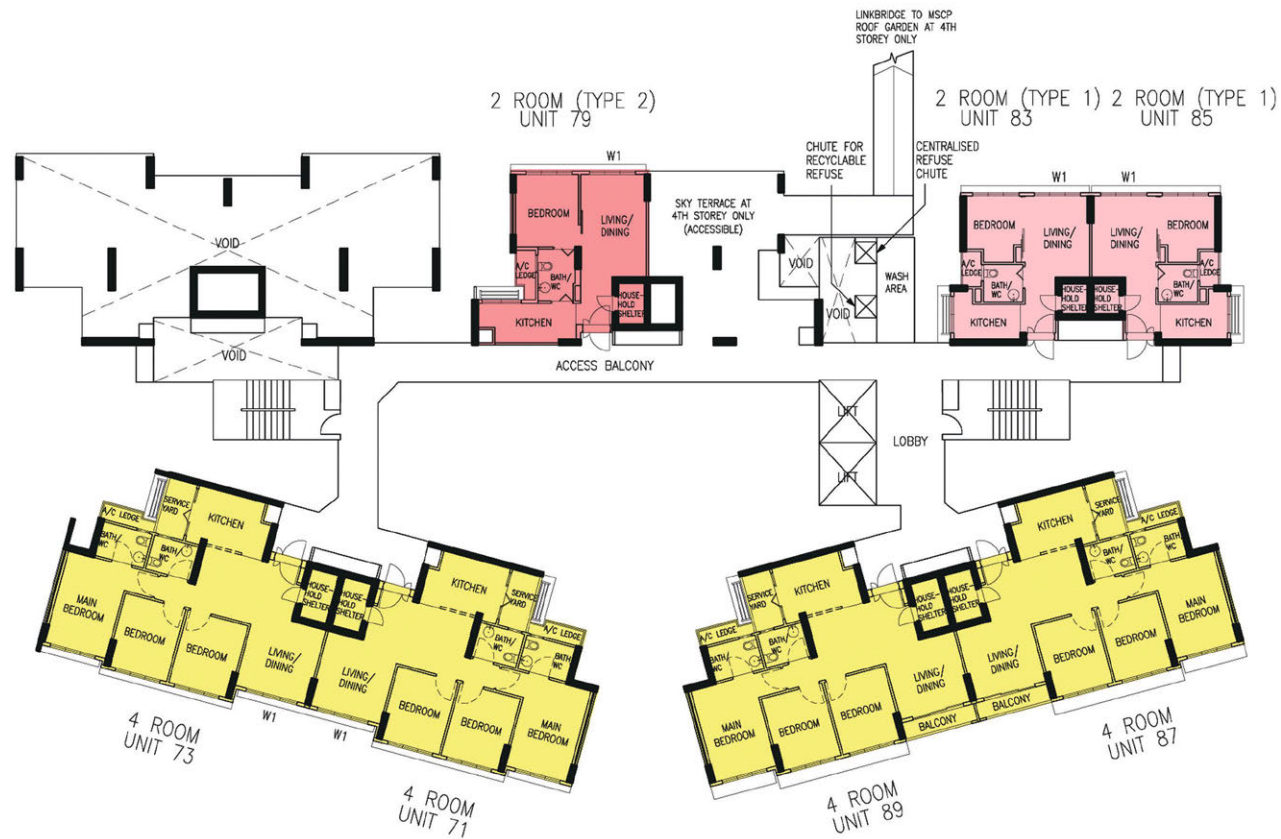 LINKBRIDGE TO MSCP
ROOF GARDEN AT 4TH
STOREY ONLY
2 ROOM (TYPE 2)
UNIT 79
2 ROOM (TYPE 1)
UNIT 83
2 ROOM (TYPE 1)
UNIT 85
CHUTE FOR
RECYCLABLE
REFUSE
CENTRALISED
REFUSE
CHUTE
W1
W1
W1
VOID
BEDROOM
LIVING/
DINING
A/C
LEDGE
BATH/
WC
HOUSE-
HOLD
SHELTER
KITCHEN
SKY TERRACE AT
4TH STOREY ONLY
(ACCESSIBLE)
VOID
VOID
WASH
AREA
BEDROOM
LIVING/
DINING
A/C
LEDGE
BATH/
WC
HOUSE-
HOLD
SHELTER
KITCHEN
LIVING/
DINING
BEDROOM
HOUSE-
HOLD
SHELTER
BATH/
WC
A/C
LEDGE
KITCHEN
VOID
ACCESS BALCONY
LIFT
LIFT
LOBBY
SERVICE
YARD
KITCHEN
A/C LEDGE
BATH/
WC
BATH/
WC
MAIN
BEDROOM
BEDROOM
BEDROOM
LIVING/
DINING
HOUSE-
HOLD
SHELTER
W1
4 ROOM
UNIT 73
HOUSE-
HOLD
SHELTER
KITCHEN
SERVICE
YARD
A/C LEDGE
BATH/
WC
BATH/
WC
LIVING/
DINING
BEDROOM
BEDROOM
MAIN
BEDROOM
W1
4 ROOM
UNIT 71
SERVICE
YARD
KITCHEN
A/C LEDGE
BATH/
WC
BATH/
WC
MAIN
BEDROOM
BEDROOM
BEDROOM
LIVING/
DINING
HOUSE-
HOLD
SHELTER
BALCONY
4 ROOM
UNIT 89
HOUSE-
HOLD
SHELTER
KITCHEN
SERVICE
YARD
A/C LEDGE
BATH/
WC
BATH/
WC
LIVING/
DINING
BEDROOM
BEDROOM
MAIN
BEDROOM
BALCONY
4 ROOM
UNIT 87